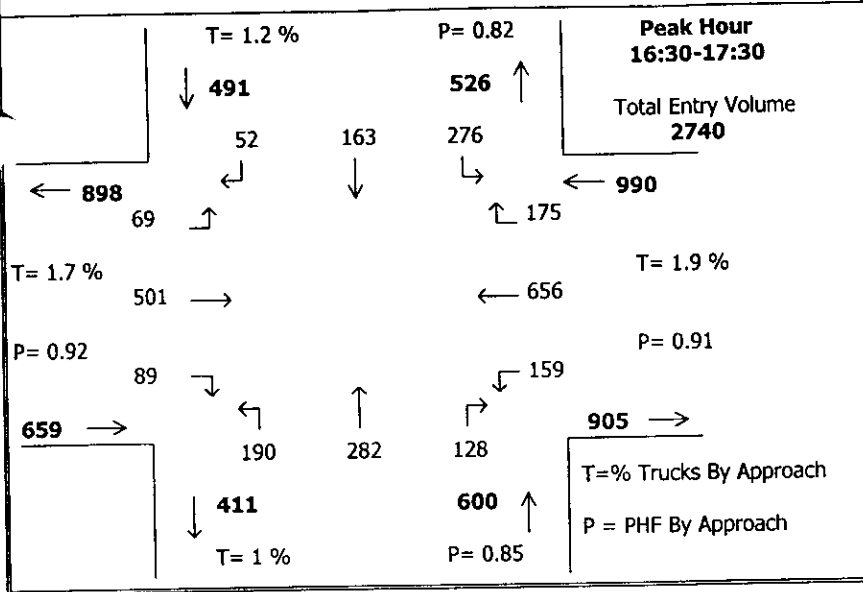 T= 1.2 %
P= 0.82
Peak Hour
16:30-17:30
491
526
Total Entry Volume
2740
52
163
276
898
990
69
175
T= 1.7 %
T= 1.9 %
501
656
P= 0.92
P= 0.91
89
159
659
905
190
282
128
T=% Trucks By Approach
411
600
P = PHF By Approach
T= 1 %
P= 0.85